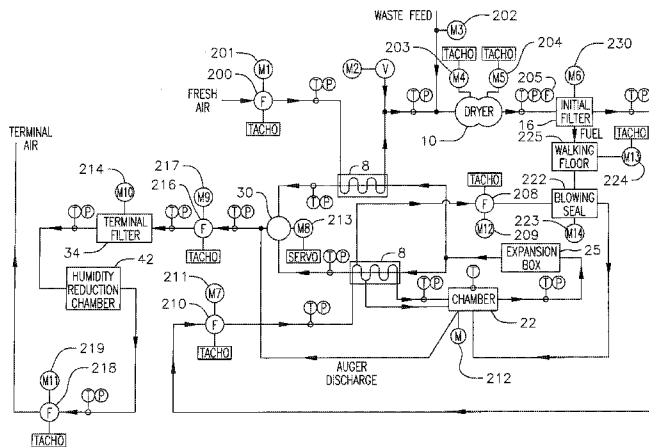 WASTE FEED
M3
202
201
M1
200
F
TACHO
FRESH
AIR
T P
M2
V
203
TACHO
M4
TACHO
M5
204
T P
DRYER
10
205
T P F
M6
230
INITIAL
FILTER
16
T P
FUEL
225
WALKING
FLOOR
TACHO
M13
224
222
BLOWING
SEAL
223
M14
TERMINAL
AIR
214
M10
217
M9
216
F
TACHO
T P
TERMINAL
FILTER
34
T P
T P
30
8
T P
M8
213
SERVO
T P
TACHO
F
208
M12
209
8
EXPANSION
BOX
25
T
T P
CHAMBER
22
T P
M
212
HUMIDITY
REDUCTION
CHAMBER
42
211
M7
210
F
TACHO
T P
AUGER
DISCHARGE
219
M11
218
F
TACHO
T P